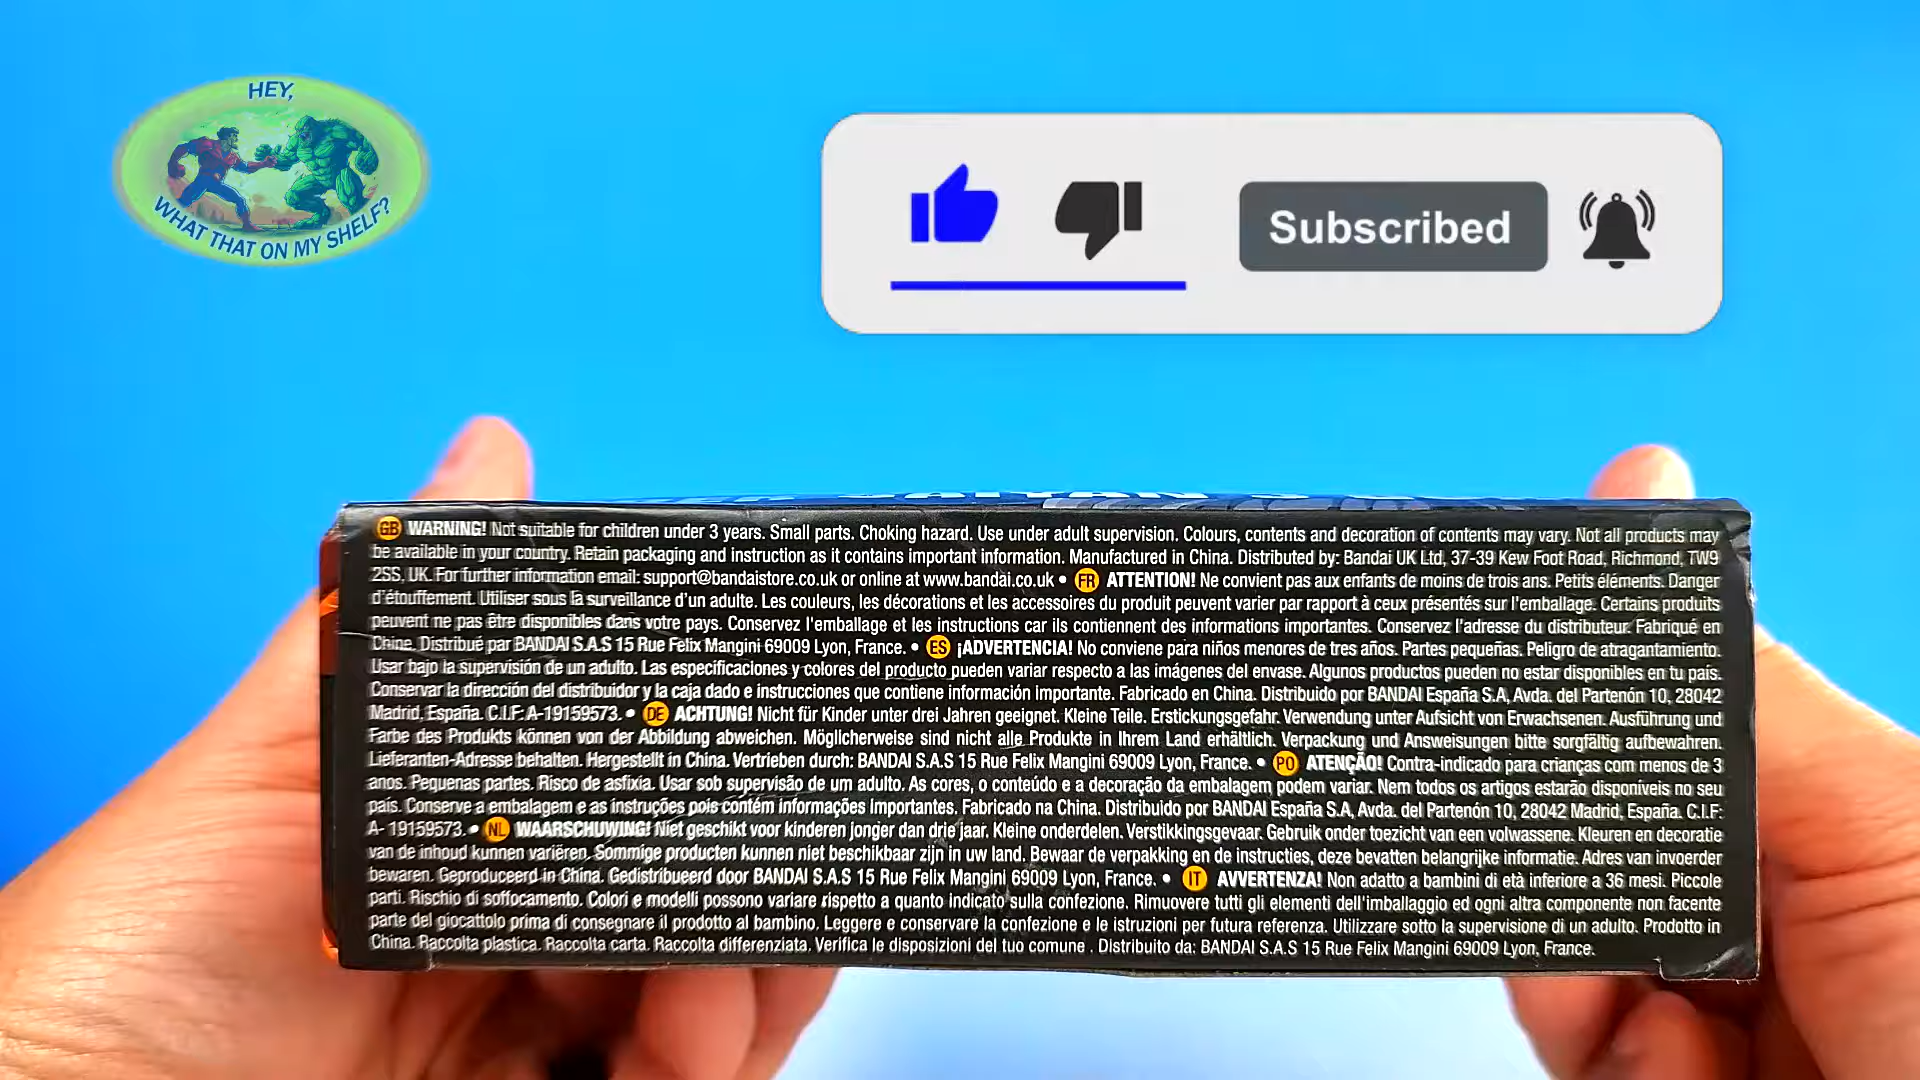 HEY,
WHAT THAT ON MY SHELF?
Subscribed
GB WARNING! Not suitable for children under 3 years. Small parts. Choking hazard. Use under adult supervision. Colours, contents and decoration of contents may vary. Not all products may
be available in your country. Retain packaging and instruction as it contains important information. Manufactured in China. Distributed by: Bandai UK Ltd, 37-39 Kew Foot Road, Richmond, TW9
2SS, UK. For further information email: support@bandaistore.co.uk or online at www.bandai.co.uk • FR ATTENTION! Ne convient pas aux enfants de moins de trois ans. Petits éléments. Danger
d'étouffement. Utiliser sous la surveillance d'un adulte. Les couleurs, les décorations et les accessoires du produit peuvent varier par rapport à ceux présentés sur l'emballage. Certains produits
peuvent ne pas être disponibles dans votre pays. Conservez l'emballage et les instructions car ils contiennent des informations importantes. Conservez l'adresse du distributeur. Fabriqué en
Chine. Distribué par BANDAI S.A.S 15 Rue Felix Mangini 69009 Lyon, France. • ES ¡ADVERTENCIA! No conviene para niños menores de tres años. Partes pequeñas. Peligro de atragantamiento.
Usar bajo la supervisión de un adulto. Las especificaciones y colores del producto pueden variar respecto a las imágenes del envase. Algunos productos pueden no estar disponibles en tu país.
Conservar la dirección del distribuidor y la caja dado e instrucciones que contiene información importante. Fabricado en China. Distribuido por BANDAI España S.A, Avda. del Partenón 10, 28042
Madrid, España. C.I.F: A-19159573. • DE ACHTUNG! Nicht für Kinder unter drei Jahren geeignet. Kleine Teile. Erstickungsgefahr. Verwendung unter Aufsicht von Erwachsenen. Ausführung und
Farbe des Produkts können von der Abbildung abweichen. Möglicherweise sind nicht alle Produkte in Ihrem Land erhältlich. Verpackung und Answeisungen bitte sorgfältig aufbewahren.
Lieferanten-Adresse behalten. Hergestellt in China. Vertrieben durch: BANDAI S.A.S 15 Rue Felix Mangini 69009 Lyon, France. • PO ATENÇÃO! Contra-indicado para crianças com menos de 3
anos. Pequenas partes. Risco de asfixia. Usar sob supervisão de um adulto. As cores, o conteúdo e a decoração da embalagem podem variar. Nem todos os artigos estarão disponíveis no seu
país. Conserve a embalagem e as instruções pois contém informações Importantes. Fabricado na China. Distribuido por BANDAI España S.A, Avda. del Partenón 10, 28042 Madrid, España. C.I.F:
A- 19159573. • NL WAARSCHUWING! Niet geschikt voor kinderen jonger dan drie jaar. Kleine onderdelen. Verstikkingsgevaar. Gebruik onder toezicht van een volwassene. Kleuren en decoratie
van de inhoud kunnen variëren. Sommige producten kunnen niet beschikbaar zijn in uw land. Bewaar de verpakking en de instructies, deze bevatten belangrijke informatie. Adres van invoerder
bewaren. Geproduceerd in China. Gedistribueerd door BANDAI S.A.S 15 Rue Felix Mangini 69009 Lyon, France. • IT AVVERTENZA! Non adatto a bambini di età inferiore a 36 mesi. Piccole
parti. Rischio di soffocamento. Colori e modelli possono variare rispetto a quanto indicato sulla confezione. Rimuovere tutti gli elementi dell'imballaggio ed ogni altra componente non facente
parte del giocattolo prima di consegnare il prodotto al bambino. Leggere e conservare la confezione e le istruzioni per futura referenza. Utilizzare sotto la supervisione di un adulto. Prodotto in
China. Raccolta plastica. Raccolta carta. Raccolta differenziata. Verifica le disposizioni del tuo comune . Distribuito da: BANDAI S.A.S 15 Rue Felix Mangini 69009 Lyon, France.